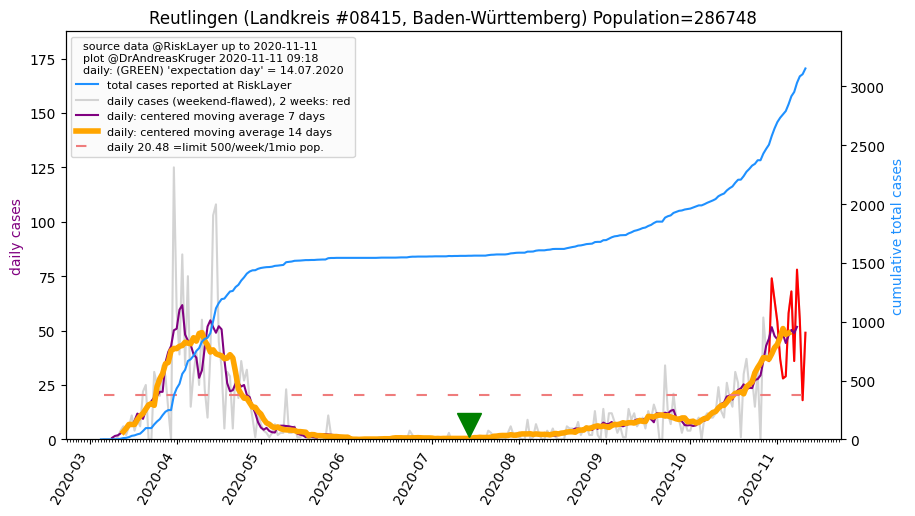 Reutlingen (Landkreis #08415, Baden-Württemberg) Population=286748
source data @RiskLayer up to 2020-11-11
plot @DrAndreasKruger 2020-11-11 09:18
daily: (GREEN) 'expectation day' = 14.07.2020
total cases reported at RiskLayer
daily cases (weekend-flawed), 2 weeks: red
daily: centered moving average 7 days
daily: centered moving average 14 days
daily 20.48 =limit 500/week/1mio pop.
daily cases
175
150
125
100
75
50
25
0
cumulative total cases
3000
2500
2000
1500
1000
500
0
2020-03
2020-04
2020-05
2020-06
2020-07
2020-08
2020-09
2020-10
2020-11